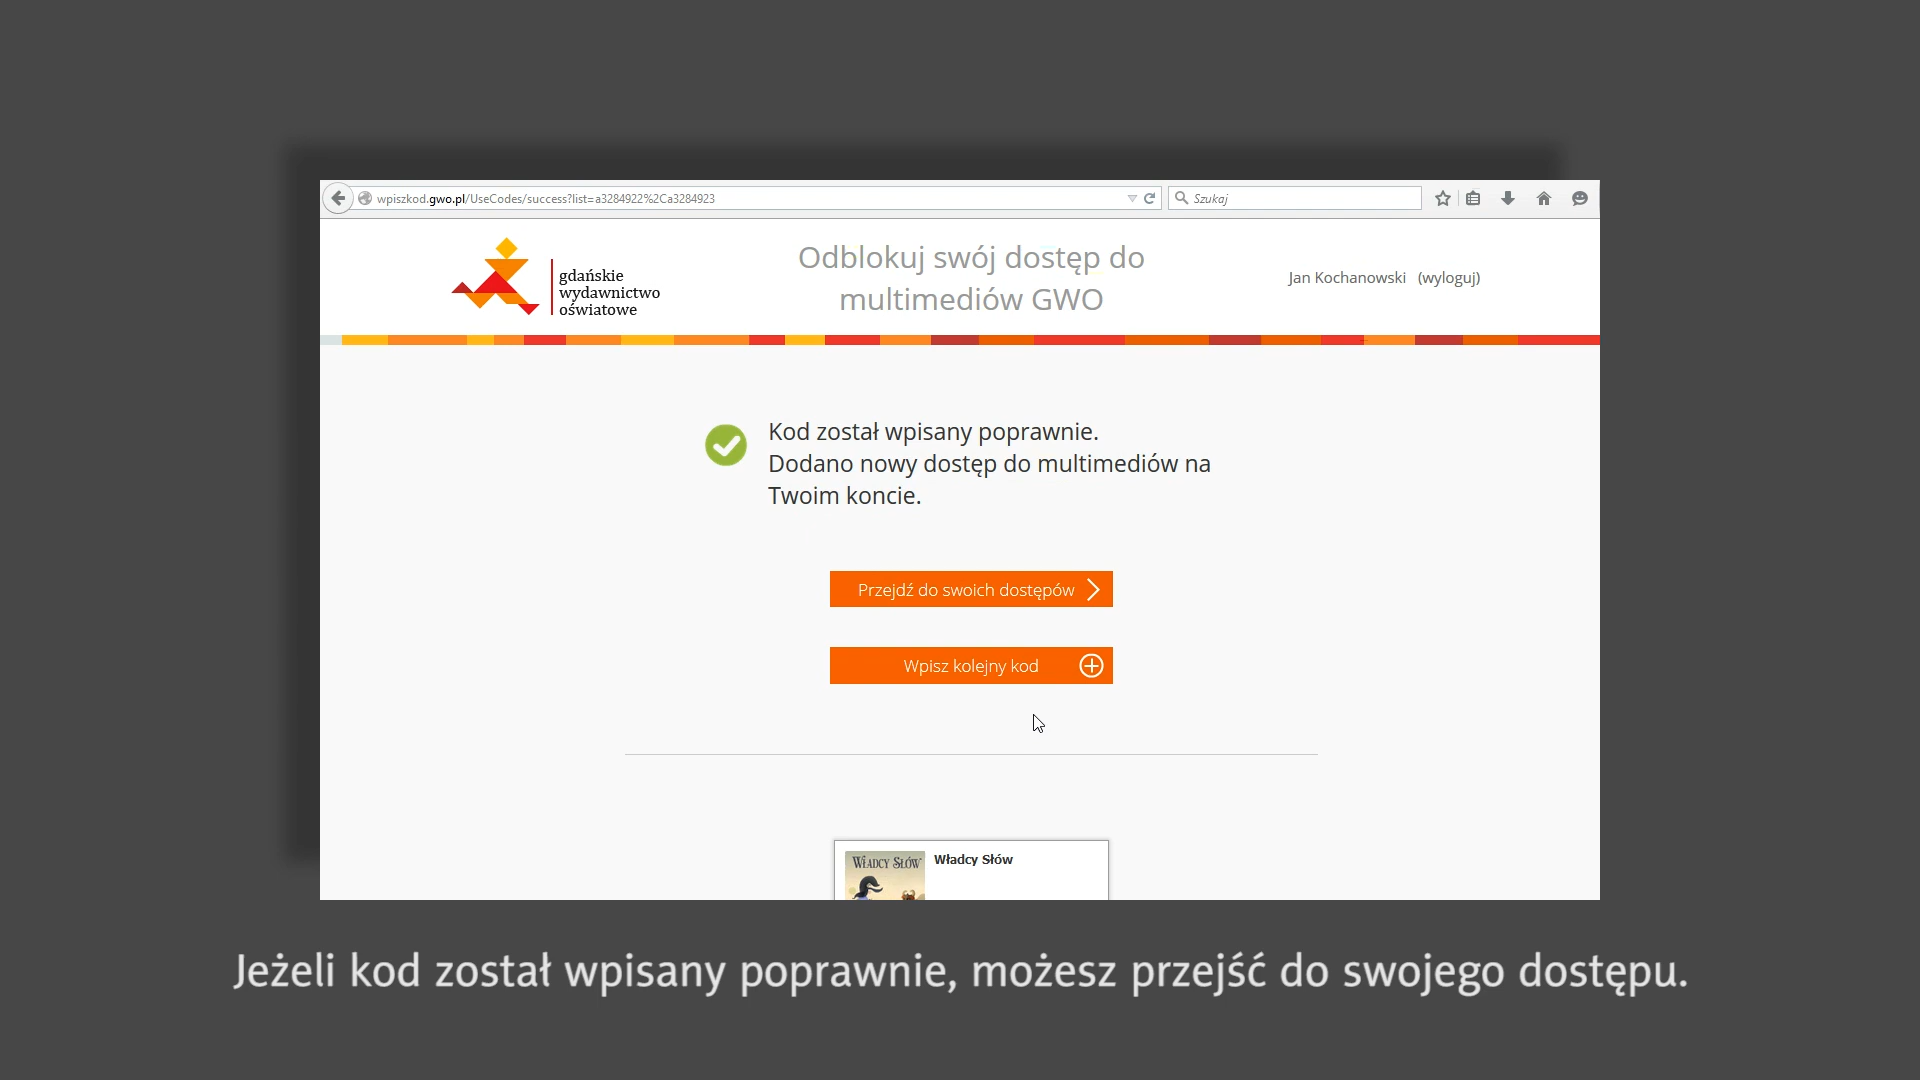 wpiszkod.gwo.pl/UseCodes/success?list=a3284922%2Ca3284923
Szukaj
gdańskie
wydawnictwo
oświatowe
Odblokuj swój dostęp do
multimediów GWO
Jan Kochanowski (wyloguj)
Kod został wpisany poprawnie.
Dodano nowy dostęp do multimediów na
Twoim koncie.
Przejdź do swoich dostępów
Wpisz kolejny kod
WŁADCY SŁÓW
Władcy Słów
Jeżeli kod został wpisany poprawnie, możesz przejść do swojego dostępu.